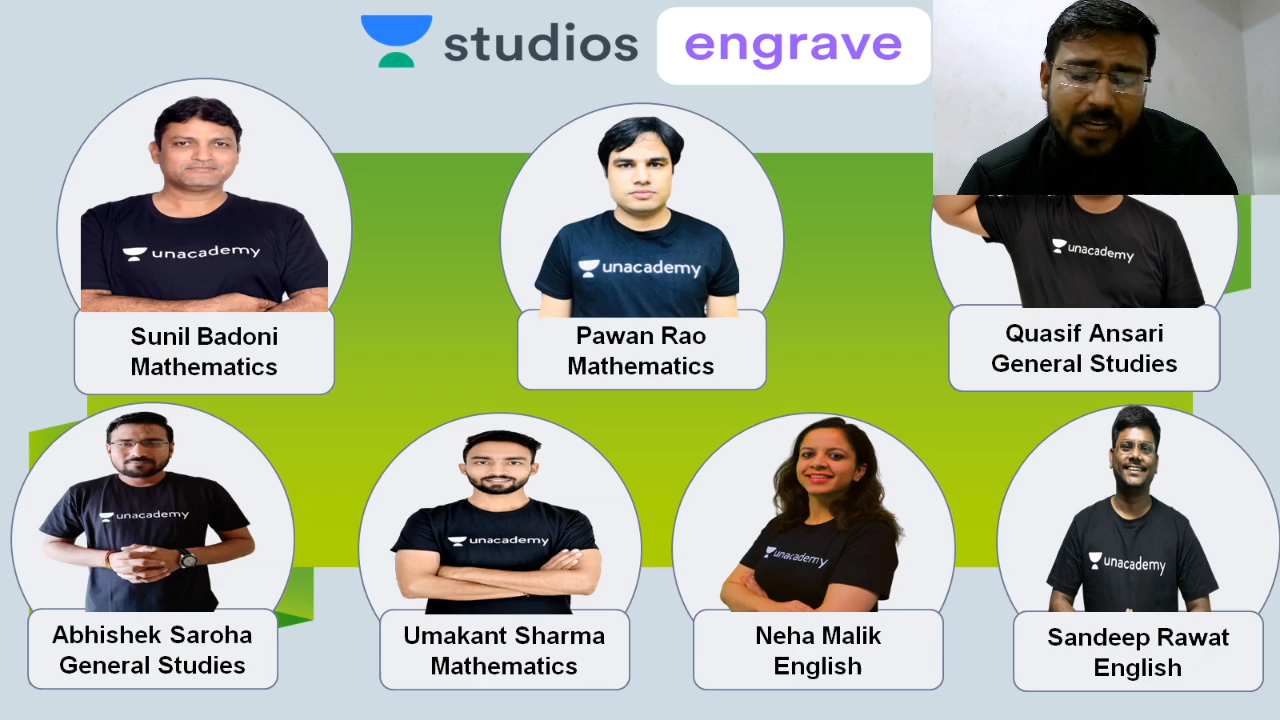 studios engrave
unacademy
unacademy
unacademy
Sunil Badoni
Mathematics
Pawan Rao
Mathematics
Quasif Ansari
General Studies
unacademy
unacademy
unacademy
unacademy
Abhishek Saroha
General Studies
Umakant Sharma
Mathematics
Neha Malik
English
Sandeep Rawat
English